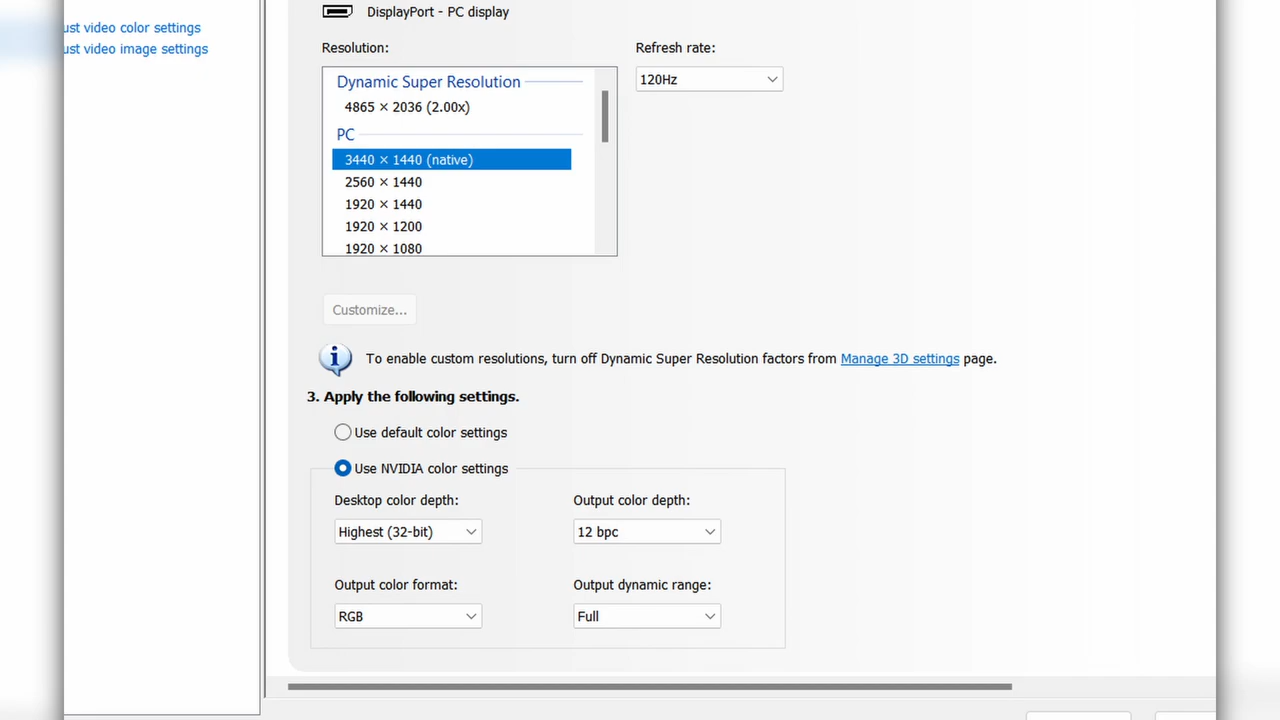 ust video color settings
ust video image settings
DisplayPort - PC display
Resolution:
Dynamic Super Resolution
4865 × 2036 (2.00x)
PC
3440 × 1440 (native)
2560 × 1440
1920 × 1440
1920 × 1200
1920 × 1080
Refresh rate:
120Hz
Customize...
To enable custom resolutions, turn off Dynamic Super Resolution factors from Manage 3D settings page.
3. Apply the following settings.
Use default color settings
Use NVIDIA color settings
Desktop color depth:
Highest (32-bit)
Output color depth:
12 bpc
Output color format:
RGB
Output dynamic range:
Full